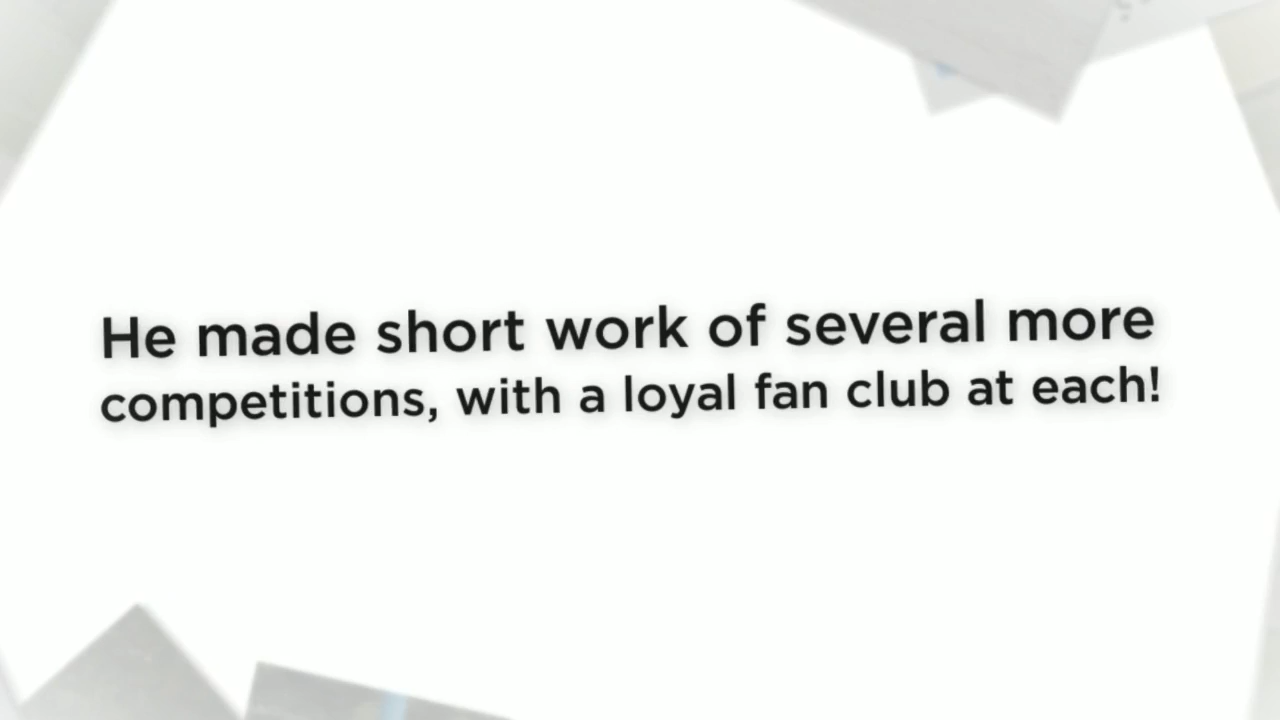 He made short work of several more
competitions, with a loyal fan club at each!